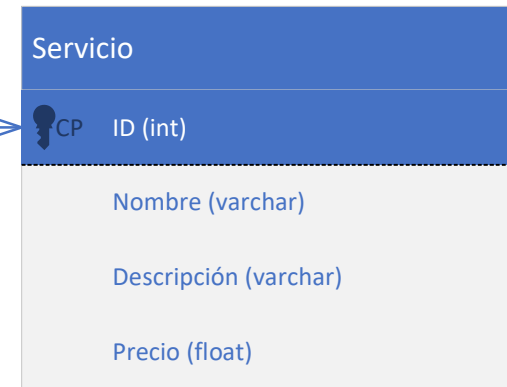 Servicio
CP ID (int)
Nombre (varchar)
Descripción (varchar)
Precio (float)